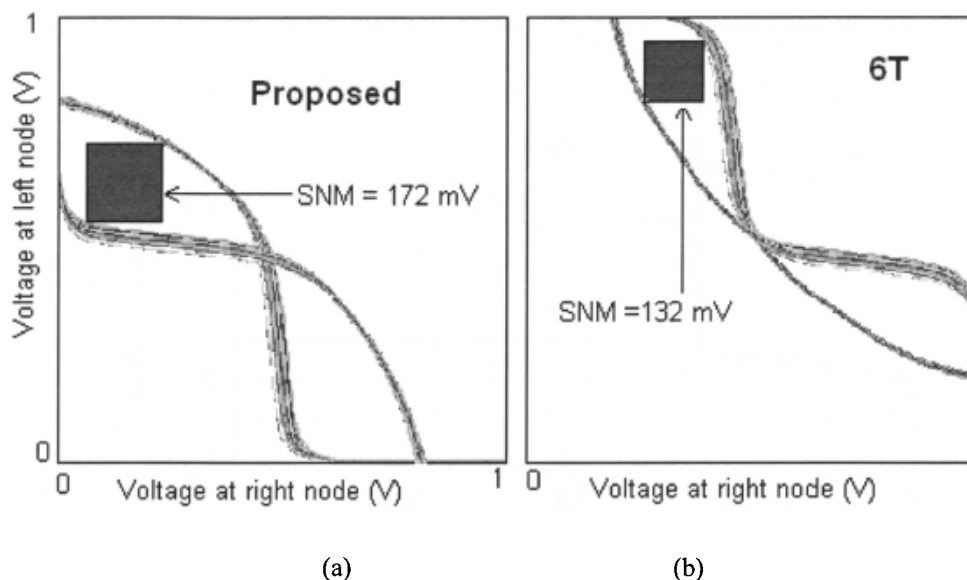 1
Proposed
SNM = 172 mV
Voltage at left node (V)
0
0
Voltage at right node (V)
1
(a)
6T
SNM =132 mV
0
Voltage at right node (V)
(b)